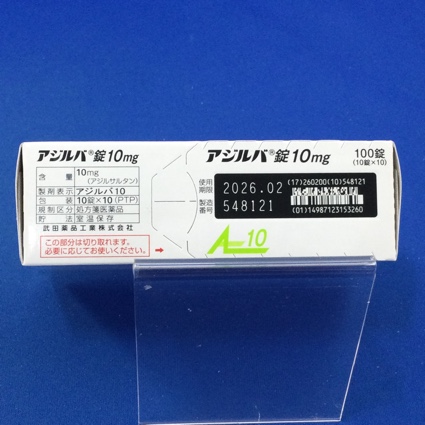 アジルバ®錠10mg
含量 10mg (アジルサルタン)
製剤表示 アジルバ10
包装 10錠×10(PTP)
規制区分 処方箋医薬品
貯法 室温保存
武田薬品工業株式会社
この部分は切り取れます。
必要に応じてお使いください。
アジルバ®錠10mg 100錠
(10錠×10)
使用期限 2026.02
製造番号 548121
(17)260200(10)548121
(01)14987123153260
A 10